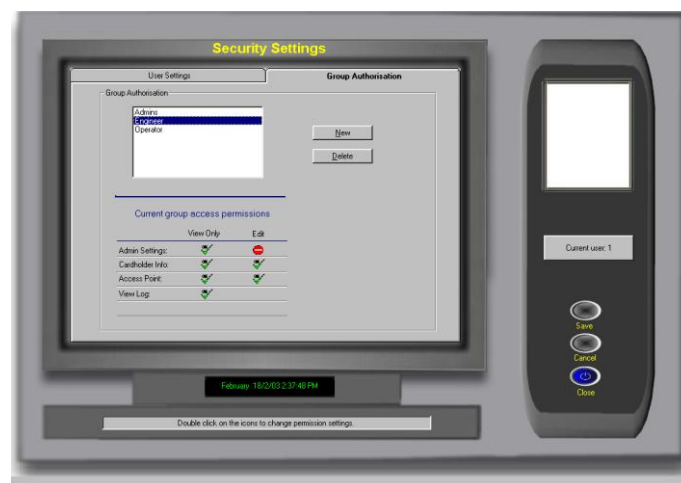 Security Settings
User Settings
Group Authorisation
Group Authorisation
Admins
Engineer
Operator
New
Delete
Current group access permissions
View Only Edit
Admin Settings:
Cardholder Info:
Access Point:
View Log:
Current user: 1
Save
Cancel
Close
February 18/2/03 2:37:48 PM
Double click on the icons to change permission settings.